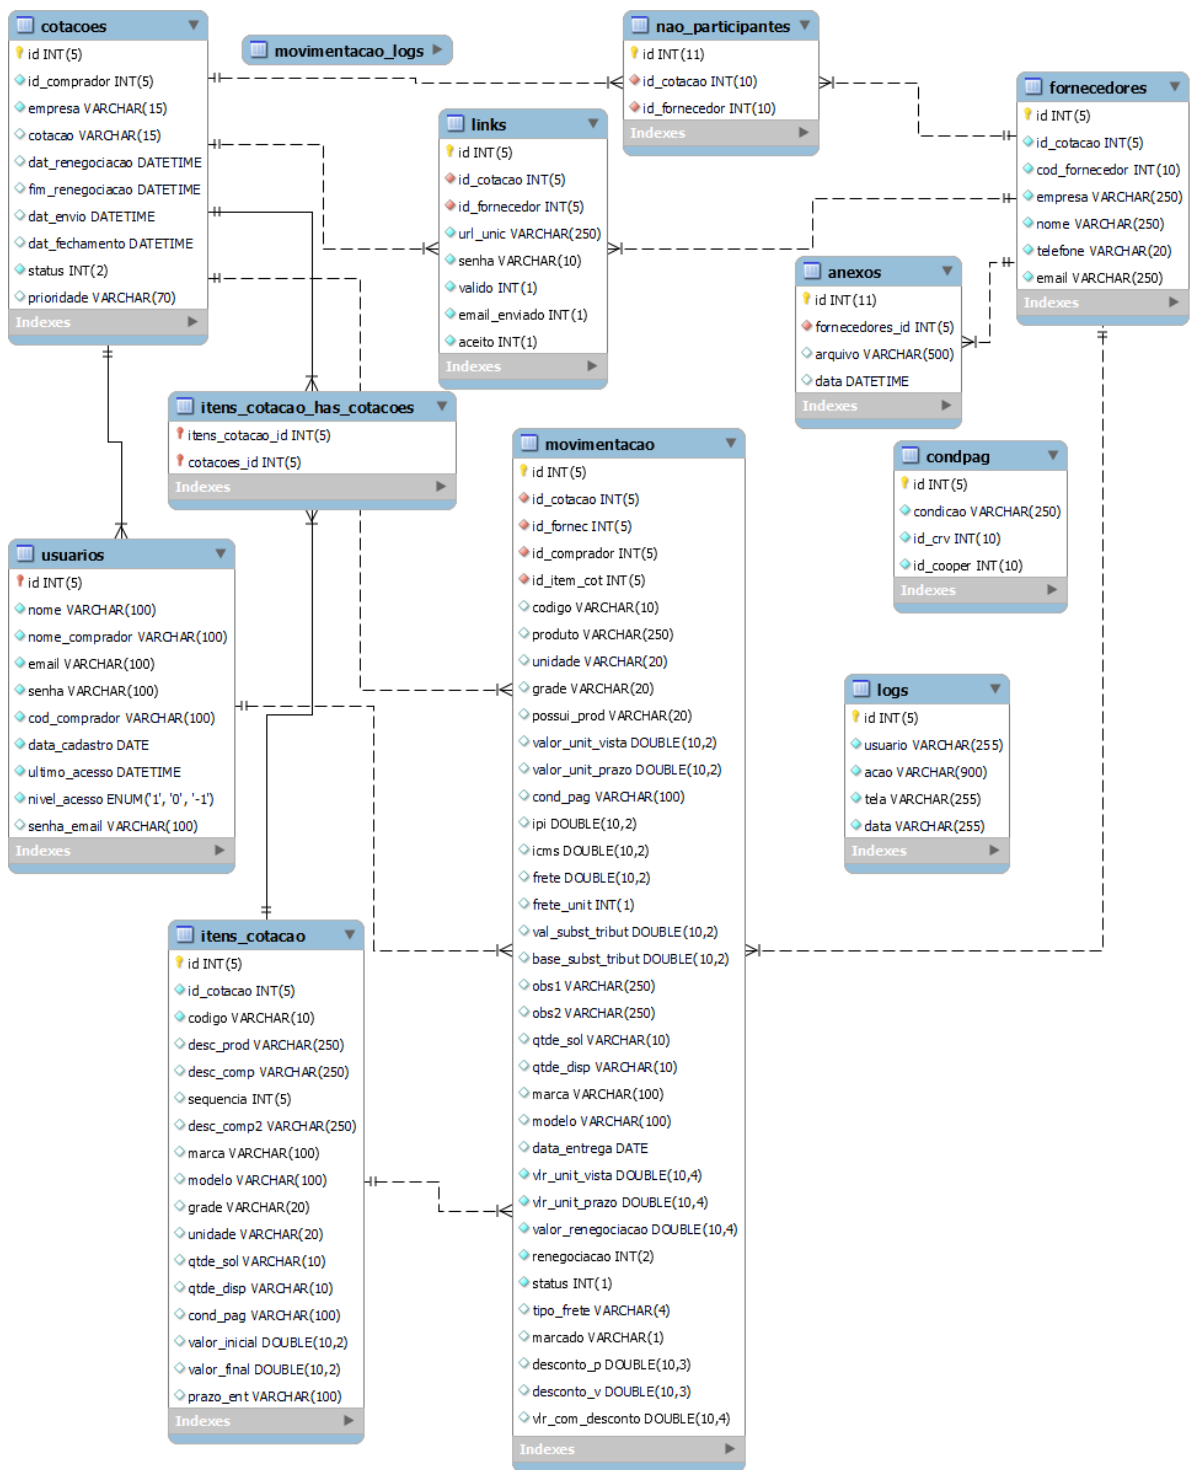 cotacoes
id INT(5)
id_comprador INT(5)
empresa VARCHAR(15)
cotacao VARCHAR(15)
dat_renegociacao DATETIME
fim_renegociacao DATETIME
dat_envio DATETIME
dat_fechamento DATETIME
status INT(2)
prioridade VARCHAR(70)
Indexes
movimentacao_logs
nao_participantes
id INT(11)
id_cotacao INT(10)
id_fornecedor INT(10)
Indexes
fornecedores
id INT(5)
id_cotacao INT(5)
cod_fornecedor INT(10)
empresa VARCHAR(250)
nome VARCHAR(250)
telefone VARCHAR(20)
email VARCHAR(250)
Indexes
links
id INT(5)
id_cotacao INT(5)
id_fornecedor INT(5)
url_unic VARCHAR(250)
senha VARCHAR(10)
valido INT(1)
email_enviado INT(1)
aceito INT(1)
Indexes
anexos
id INT(11)
fornecedores_id INT(5)
arquivo VARCHAR(500)
data DATETIME
Indexes
itens_cotacao_has_cotacoes
itens_cotacao_id INT(5)
cotacoes_id INT(5)
Indexes
movimentacao
id INT(5)
id_cotacao INT(5)
id_fornec INT(5)
id_comprador INT(5)
id_item_cot INT(5)
codigo VARCHAR(10)
produto VARCHAR(250)
unidade VARCHAR(20)
grade VARCHAR(20)
possui_prod VARCHAR(20)
valor_unit_vista DOUBLE(10,2)
valor_unit_prazo DOUBLE(10,2)
cond_pag VARCHAR(100)
ipi DOUBLE(10,2)
icms DOUBLE(10,2)
frete DOUBLE(10,2)
frete_unit INT(1)
val_subst_tribut DOUBLE(10,2)
base_subst_tribut DOUBLE(10,2)
obs1 VARCHAR(250)
obs2 VARCHAR(250)
qtde_sol VARCHAR(10)
qtde_disp VARCHAR(10)
marca VARCHAR(100)
modelo VARCHAR(100)
data_entrega DATE
vlr_unit_vista DOUBLE(10,4)
vlr_unit_prazo DOUBLE(10,4)
valor_renegociacao DOUBLE(10,4)
renegociacao INT(2)
status INT(1)
tipo_frete VARCHAR(4)
marcado VARCHAR(1)
desconto_p DOUBLE(10,3)
desconto_v DOUBLE(10,3)
vlr_com_desconto DOUBLE(10,4)
Indexes
condpag
id INT(5)
condicao VARCHAR(250)
id_crv INT(10)
id_cooper INT(10)
Indexes
usuarios
id INT(5)
nome VARCHAR(100)
nome_comprador VARCHAR(100)
email VARCHAR(100)
senha VARCHAR(100)
cod_comprador VARCHAR(100)
data_cadastro DATE
ultimo_acesso DATETIME
nivel_acesso ENUM('1', '0', '-1')
senha_email VARCHAR(100)
Indexes
logs
id INT(5)
usuario VARCHAR(255)
acao VARCHAR(900)
tela VARCHAR(255)
data VARCHAR(255)
Indexes
itens_cotacao
id INT(5)
id_cotacao INT(5)
codigo VARCHAR(10)
desc_prod VARCHAR(250)
desc_comp VARCHAR(250)
sequencia INT(5)
desc_comp2 VARCHAR(250)
marca VARCHAR(100)
modelo VARCHAR(100)
grade VARCHAR(20)
unidade VARCHAR(20)
qtde_sol VARCHAR(10)
qtde_disp VARCHAR(10)
cond_pag VARCHAR(100)
valor_inicial DOUBLE(10,2)
valor_final DOUBLE(10,2)
prazo_ent VARCHAR(100)
Indexes